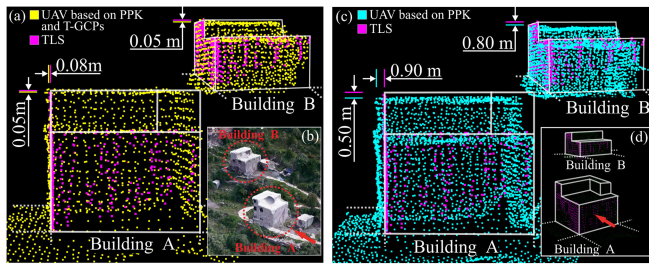 (a)
UAV based on PPK
and T-GCPs
TLS
0.05 m
0.08m
0.05m
Building B
(b)
Building B
Building A
Building A
(c)
UAV based on PPK
TLS
0.80 m
0.90 m
0.50 m
Building B
(d)
Building B
Building A
Building A